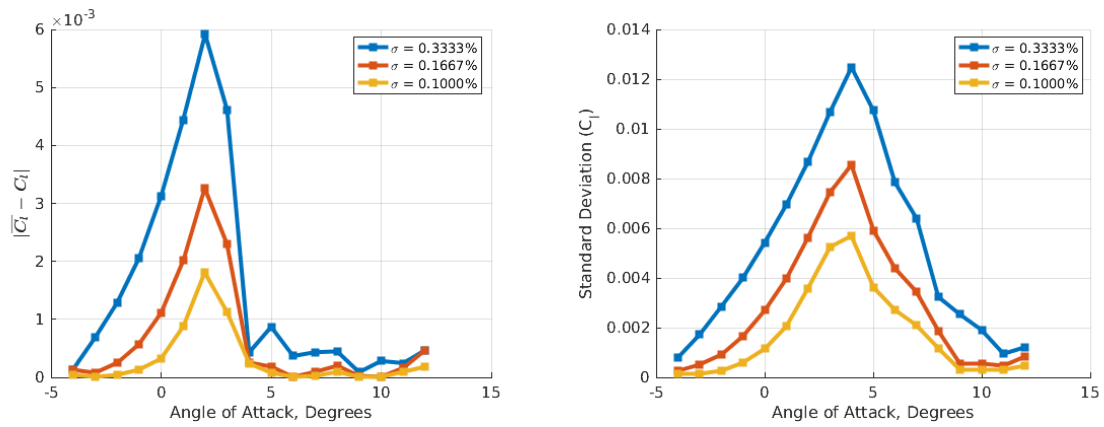 ×10⁻³
6
5
4
3
2
1
0
-5
0
5
10
15
|C̅ₗ − Cₗ|
Angle of Attack, Degrees
σ = 0.3333%
σ = 0.1667%
σ = 0.1000%
0.014
0.012
0.01
0.008
0.006
0.004
0.002
0
-5
0
5
10
15
Standard Deviation (Cₗ)
Angle of Attack, Degrees
σ = 0.3333%
σ = 0.1667%
σ = 0.1000%